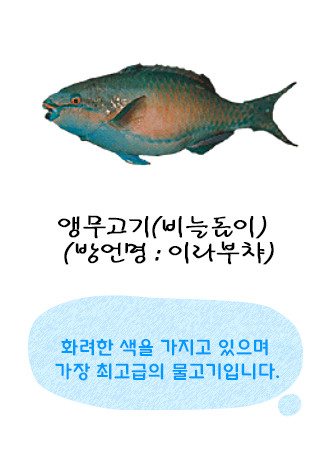 앵무고기(비늘돔이)
(방언명 : 이라부챠)
화려한 색을 가지고 있으며
가장 최고급의 물고기입니다.